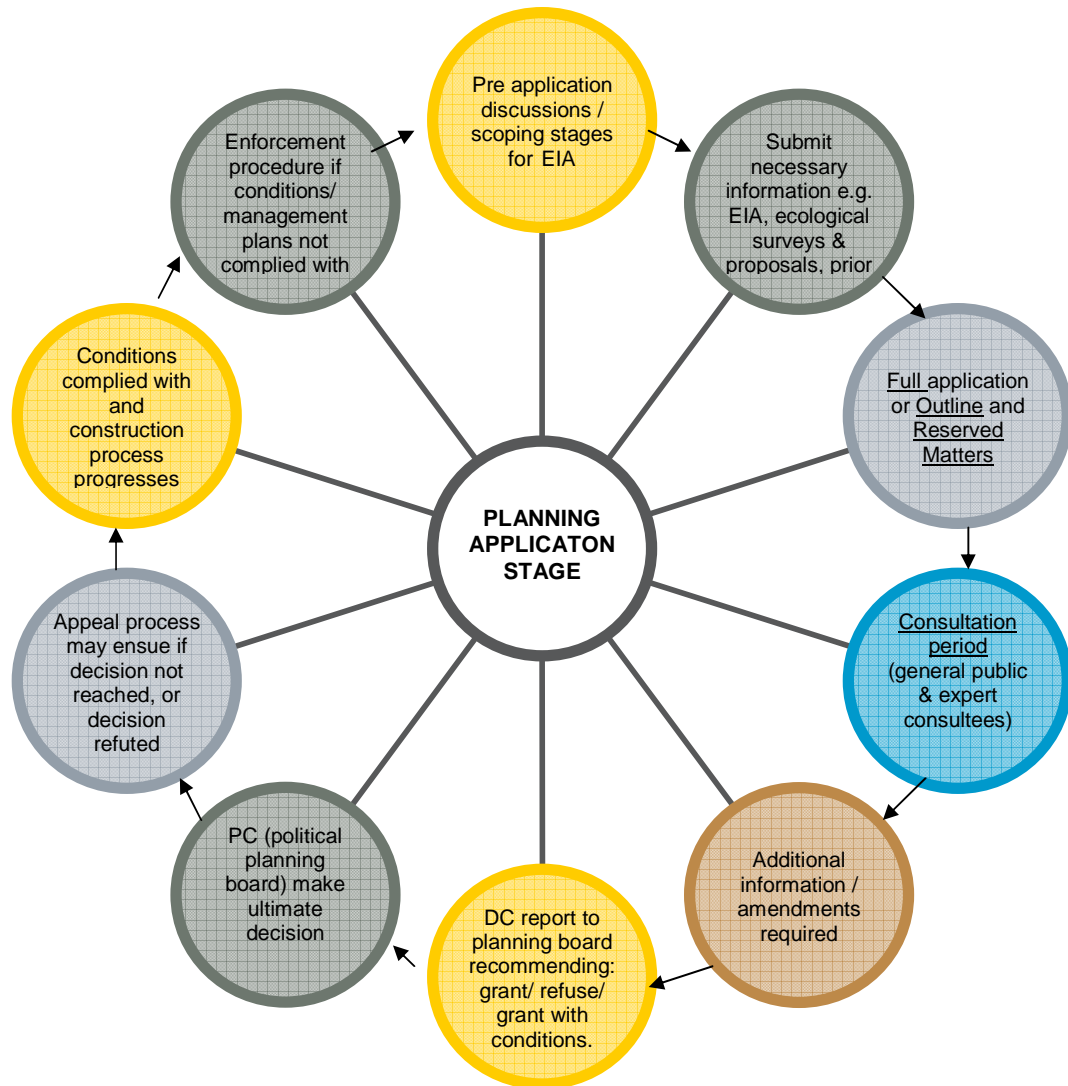 Pre application
discussions /
scoping stages
for EIA
Submit
necessary
information e.g.
EIA, ecological
surveys &
proposals, prior
Full application
or Outline and
Reserved
Matters
Consultation
period
(general public
& expert
consultees)
Additional
information /
amendments
required
DC report to
planning board
recommending:
grant/ refuse/
grant with
conditions.
PC (political
planning
board) make
ultimate
decision
Appeal process
may ensue if
decision not
reached, or
decision
refuted
Conditions
complied with
and
construction
process
progresses
Enforcement
procedure if
conditions/
management
plans not
complied with
PLANNING
APPLICATON
STAGE